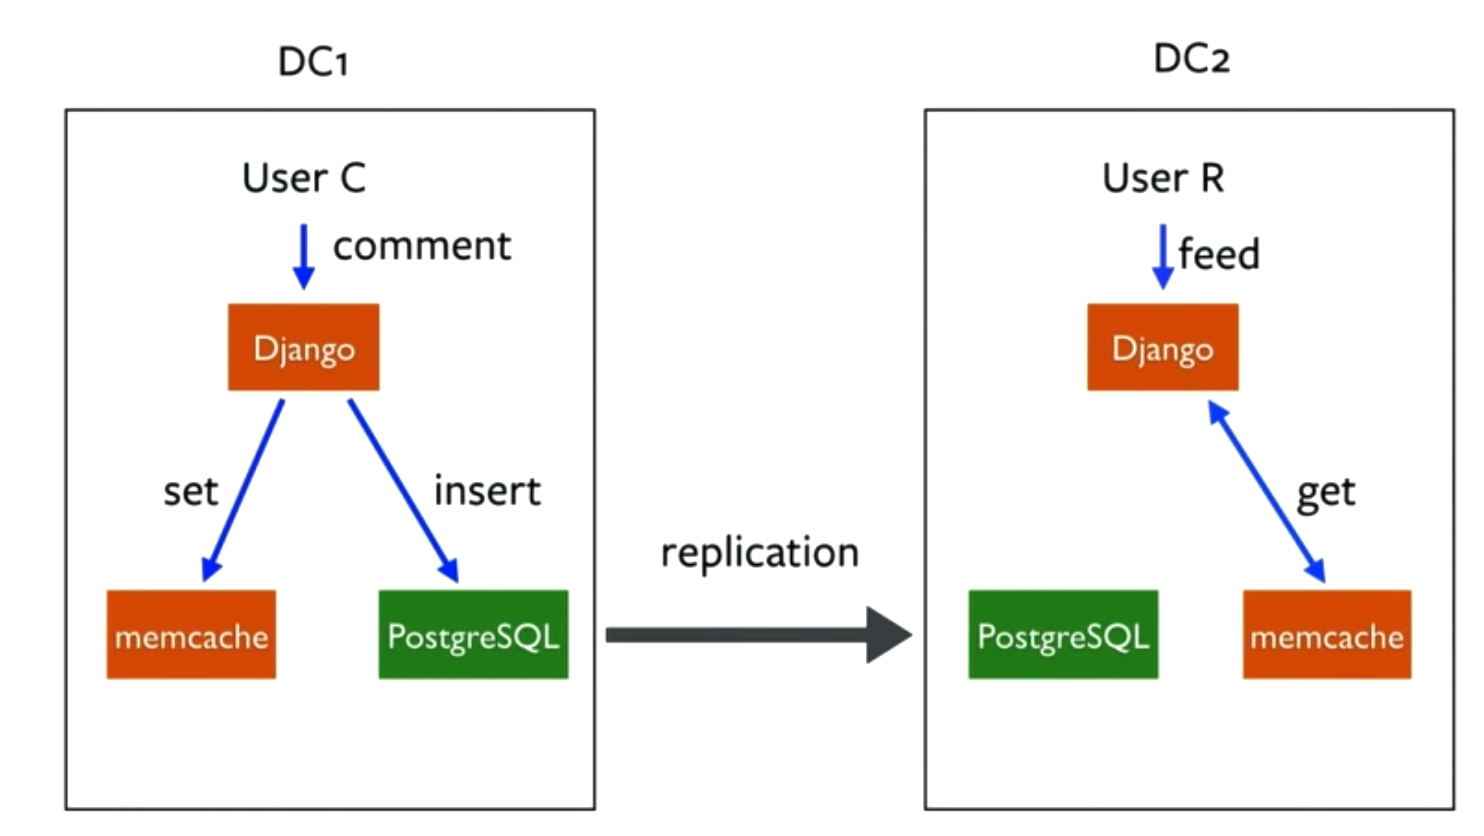 DC1
DC2
User C
User R
comment
feed
Django
Django
set
insert
get
replication
memcache
PostgreSQL
PostgreSQL
memcache